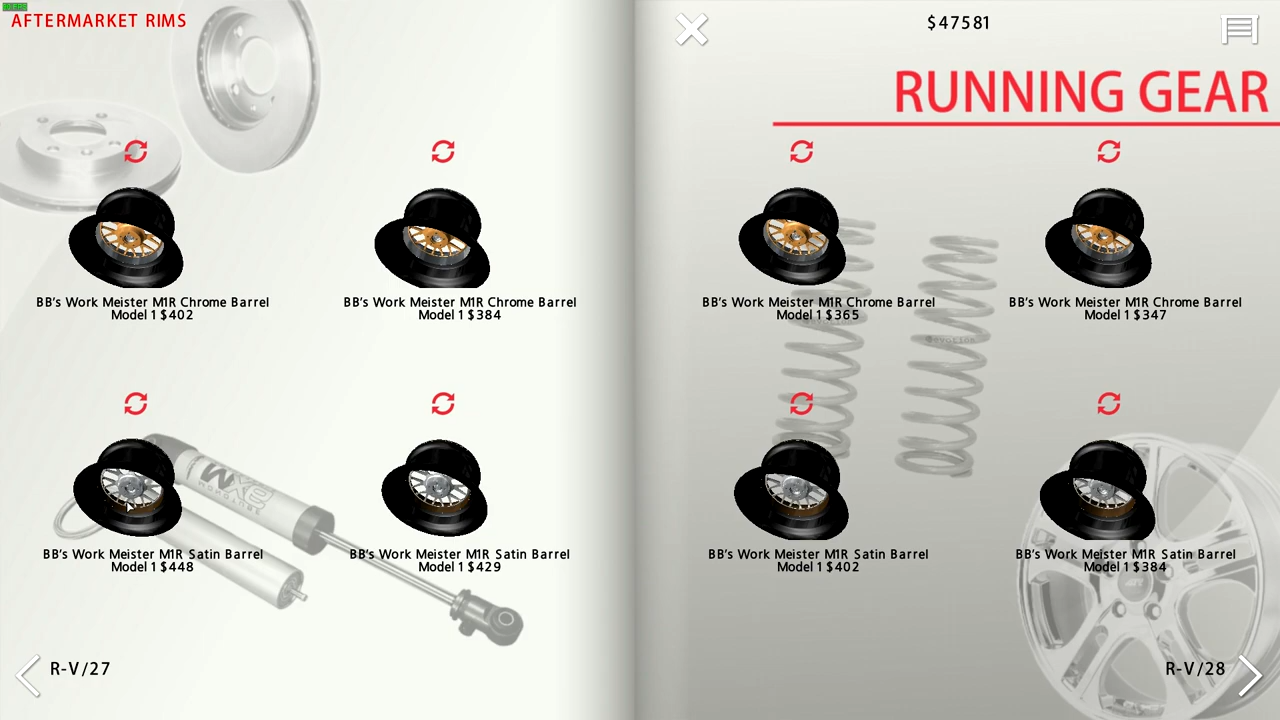 AFTERMARKET RIMS
$47581
RUNNING GEAR
BB's Work Meister M1R Chrome Barrel
Model 1 $402
BB's Work Meister M1R Chrome Barrel
Model 1 $384
BB's Work Meister M1R Chrome Barrel
Model 1 $365
BB's Work Meister M1R Chrome Barrel
Model 1 $347
BB's Work Meister M1R Satin Barrel
Model 1 $448
BB's Work Meister M1R Satin Barrel
Model 1 $429
BB's Work Meister M1R Satin Barrel
Model 1 $402
BB's Work Meister M1R Satin Barrel
Model 1 $384
R-V/27
R-V/28